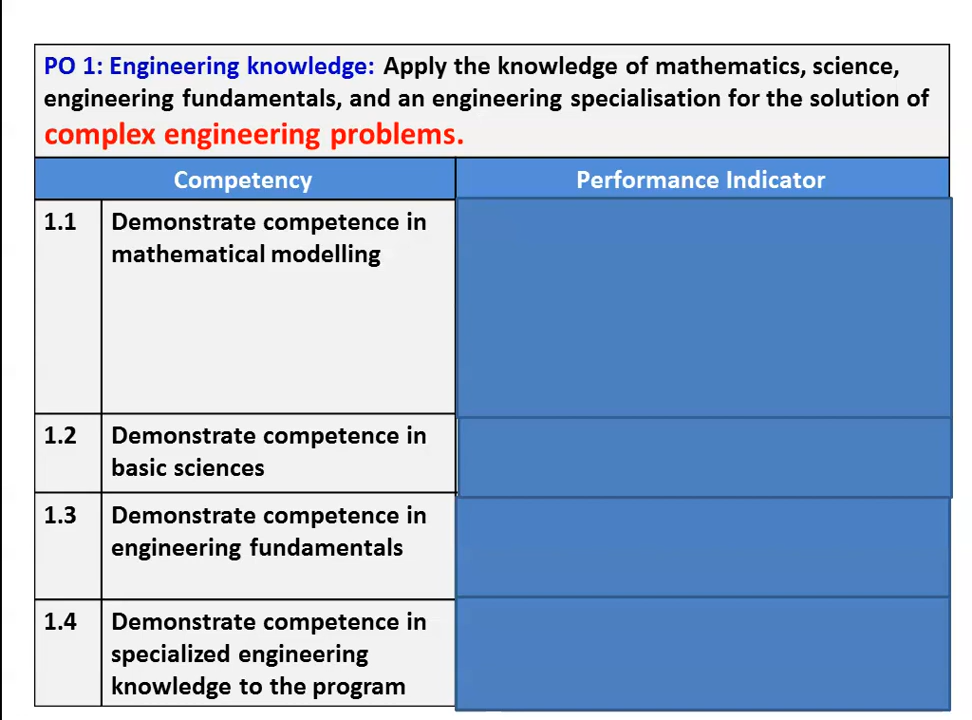 PO 1: Engineering knowledge: Apply the knowledge of mathematics, science,
engineering fundamentals, and an engineering specialisation for the solution of
complex engineering problems.
Competency
Performance Indicator
1.1
Demonstrate competence in
mathematical modelling
1.2
Demonstrate competence in
basic sciences
1.3
Demonstrate competence in
engineering fundamentals
1.4
Demonstrate competence in
specialized engineering
knowledge to the program